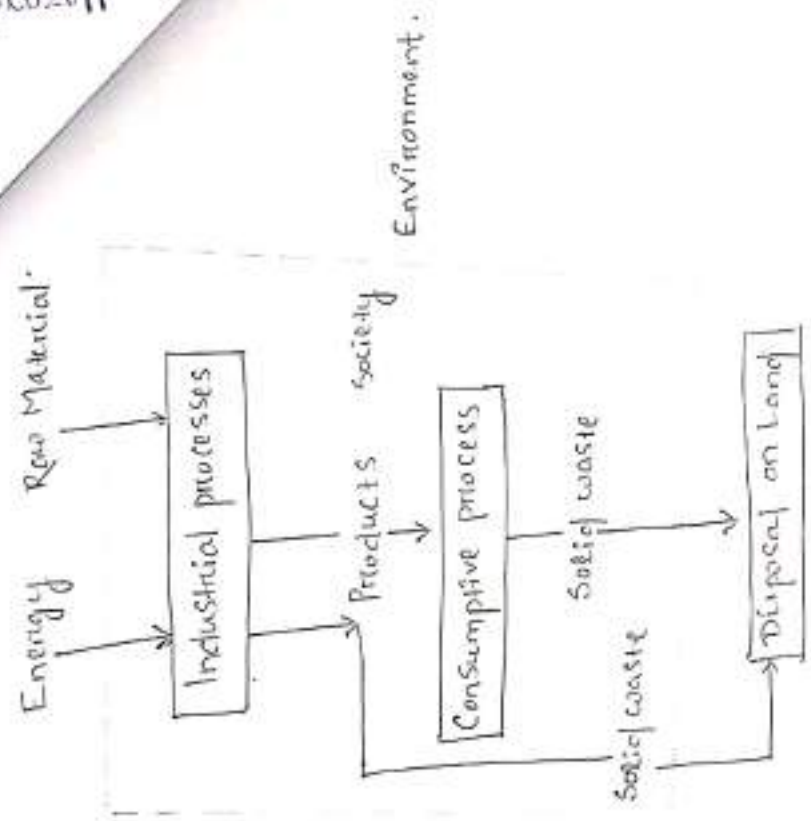 Energy Raw Material
Industrial processes
Products Society
Environment.
Consumptive process
Solid waste
Solid waste
Disposal on Land